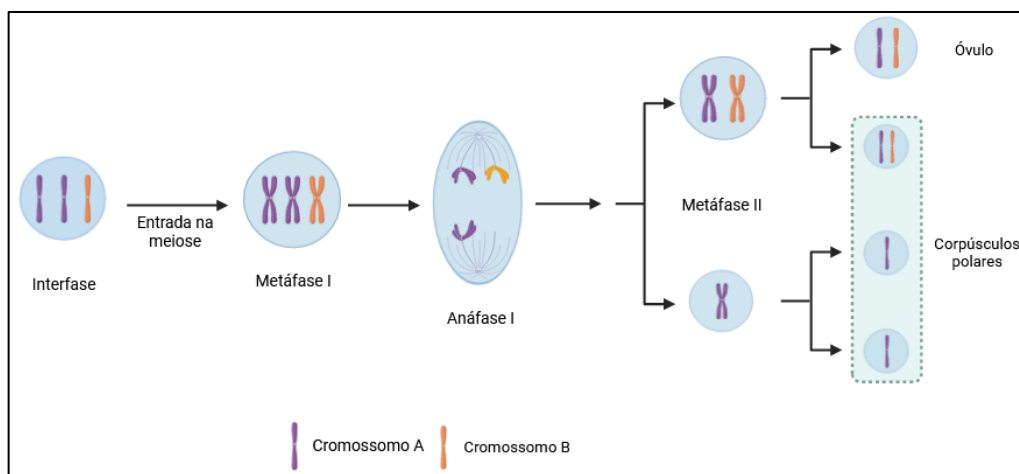 Óvulo
Metáfase II
Entrada na
meiose
Corpúsculos
polares
Interfase
Metáfase I
Anáfase I
Cromossomo A
Cromossomo B